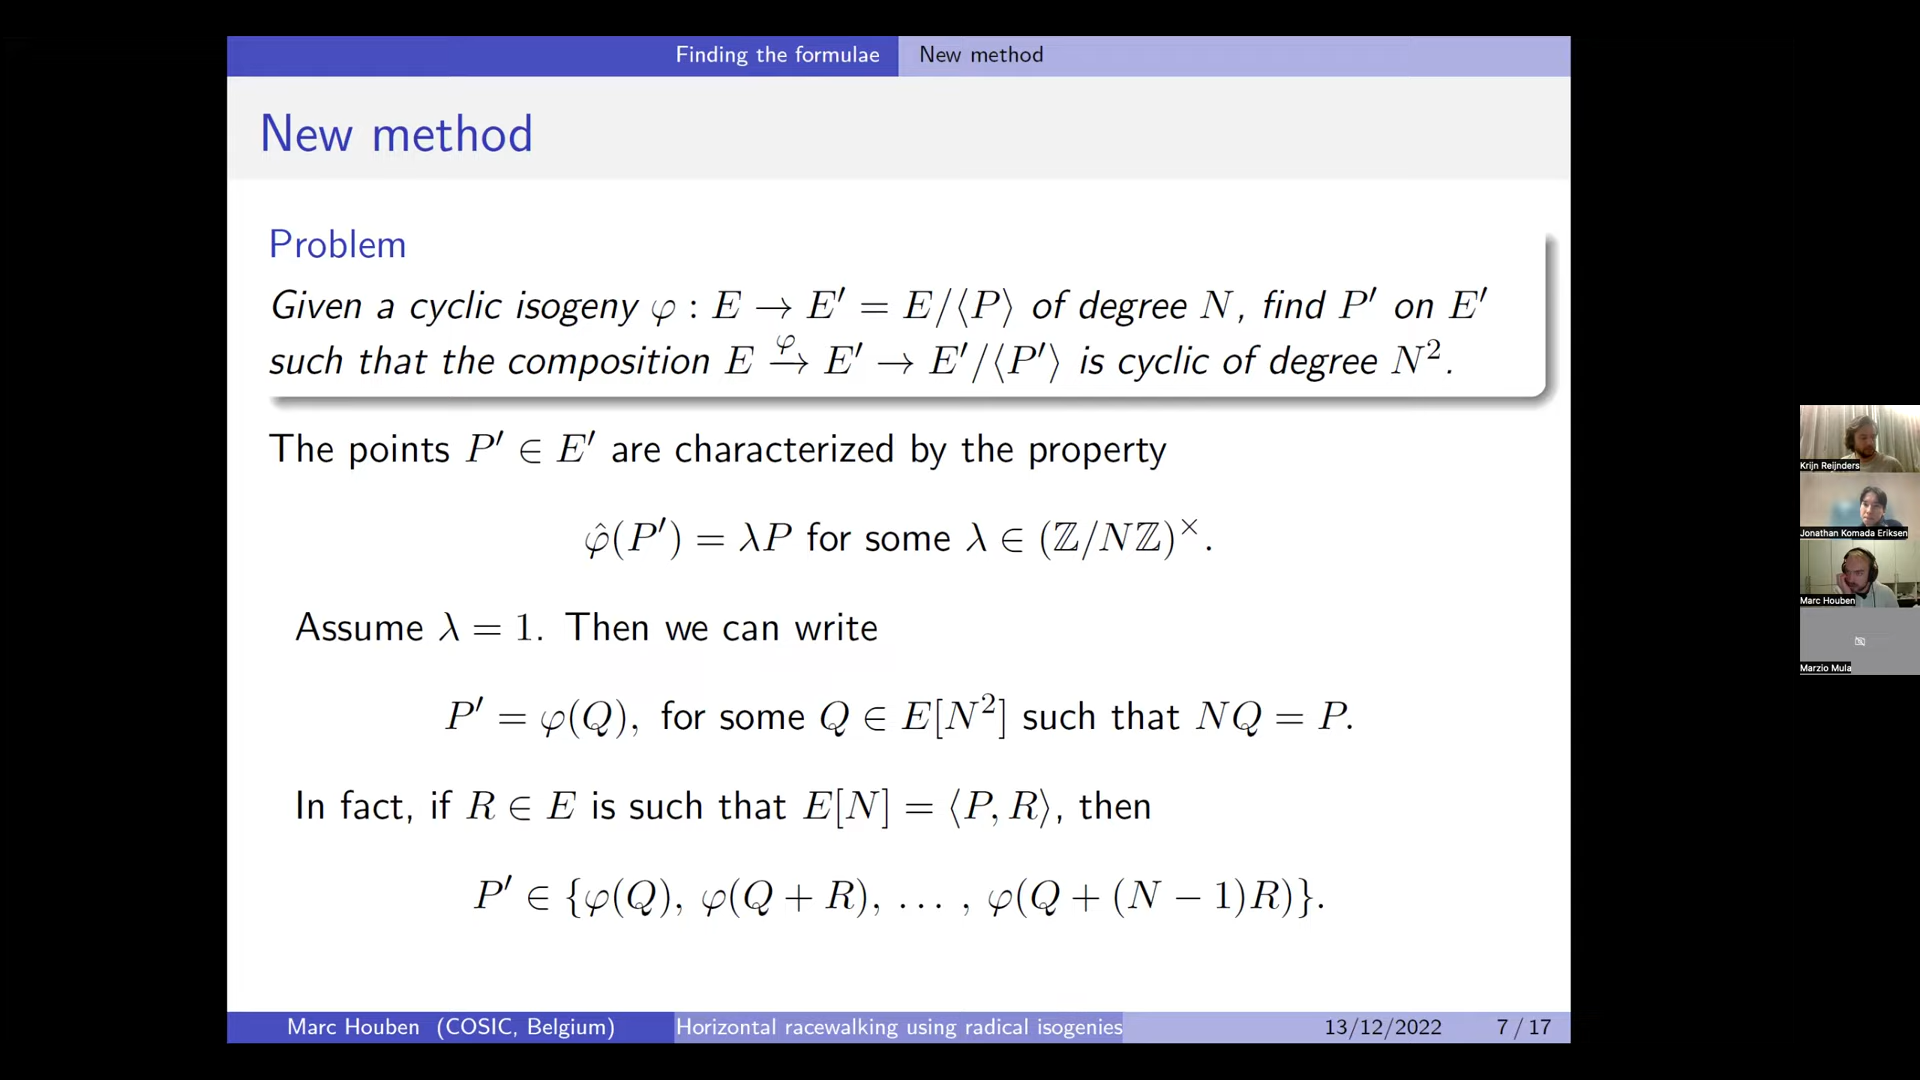 Finding the formulae New method
New method
Problem
Given a cyclic isogeny φ : E → E′ = E/⟨P⟩ of degree N, find P′ on E′
such that the composition E →^φ E′ → E′/⟨P′⟩ is cyclic of degree N².
The points P′ ∈ E′ are characterized by the property
φ̂(P′) = λP for some λ ∈ (ℤ/Nℤ)^×.
Assume λ = 1. Then we can write
P′ = φ(Q), for some Q ∈ E[N²] such that NQ = P.
In fact, if R ∈ E is such that E[N] = ⟨P, R⟩, then
P′ ∈ {φ(Q), φ(Q + R), … , φ(Q + (N − 1)R)}.
Marc Houben (COSIC, Belgium) Horizontal racewalking using radical isogenies 13/12/2022 7 / 17
Krijn Reijnders
Jonathan Komada Eriksen
Marc Houben
Marzio Mula